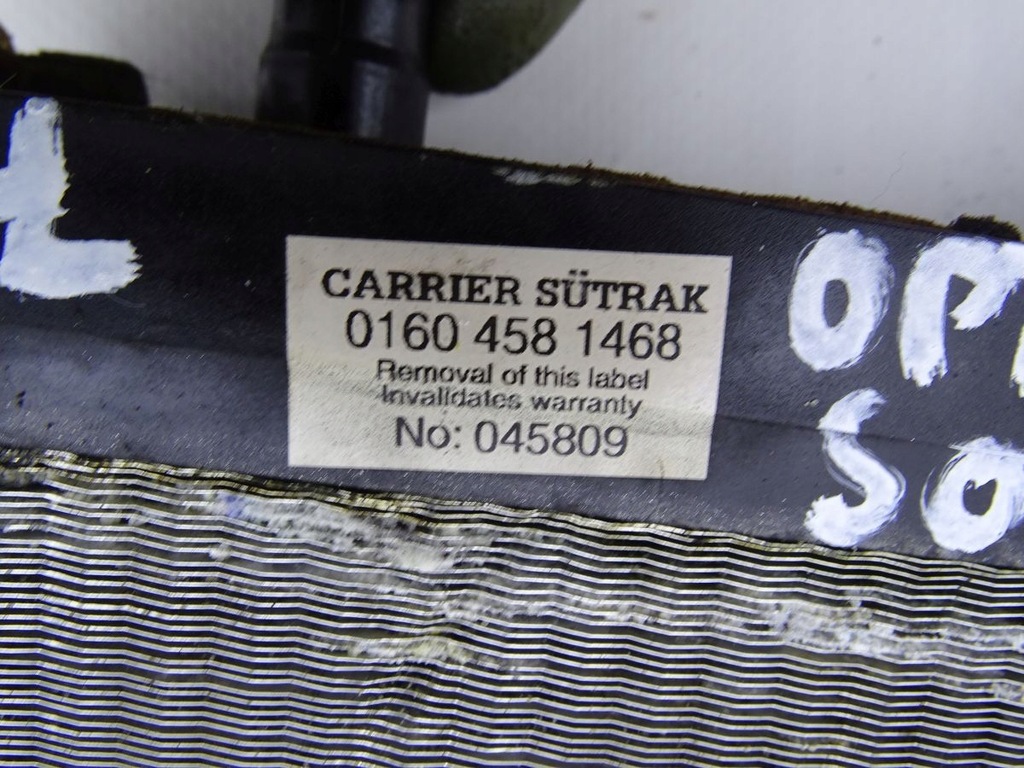 CARRIER SÜTRAK
0160 458 1468
Removal of this label
Invalidates warranty
No: 045809